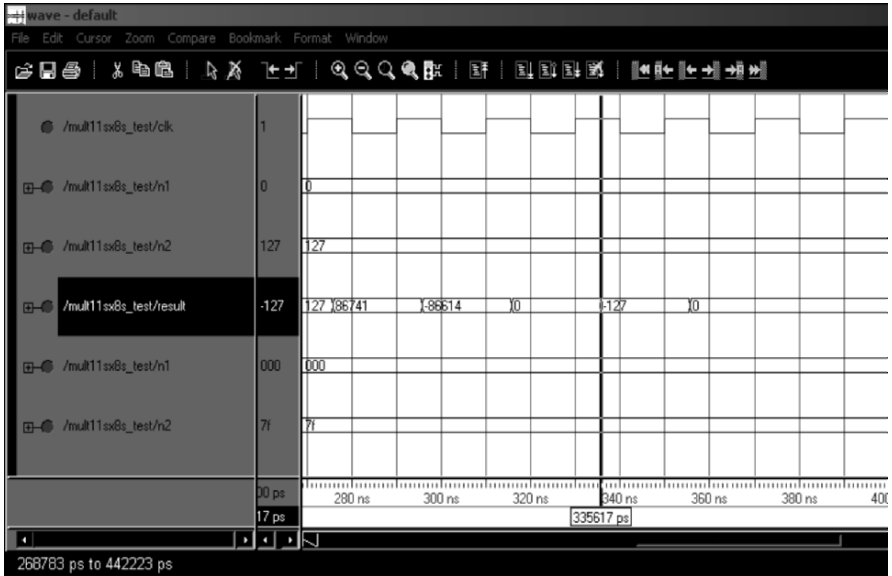 wave - default
File Edit Cursor Zoom Compare Bookmark Format Window
/mult11sx8s_test/clk 1
/mult11sx8s_test/n1 0 0
/mult11sx8s_test/n2 127 127
/mult11sx8s_test/result -127 127 86741 -86614 0 -127 0
/mult11sx8s_test/n1 000 000
/mult11sx8s_test/n2 7f 7f
00 ps 280 ns 300 ns 320 ns 340 ns 360 ns 380 ns 400
17 ps 335617 ps
268783 ps to 442223 ps